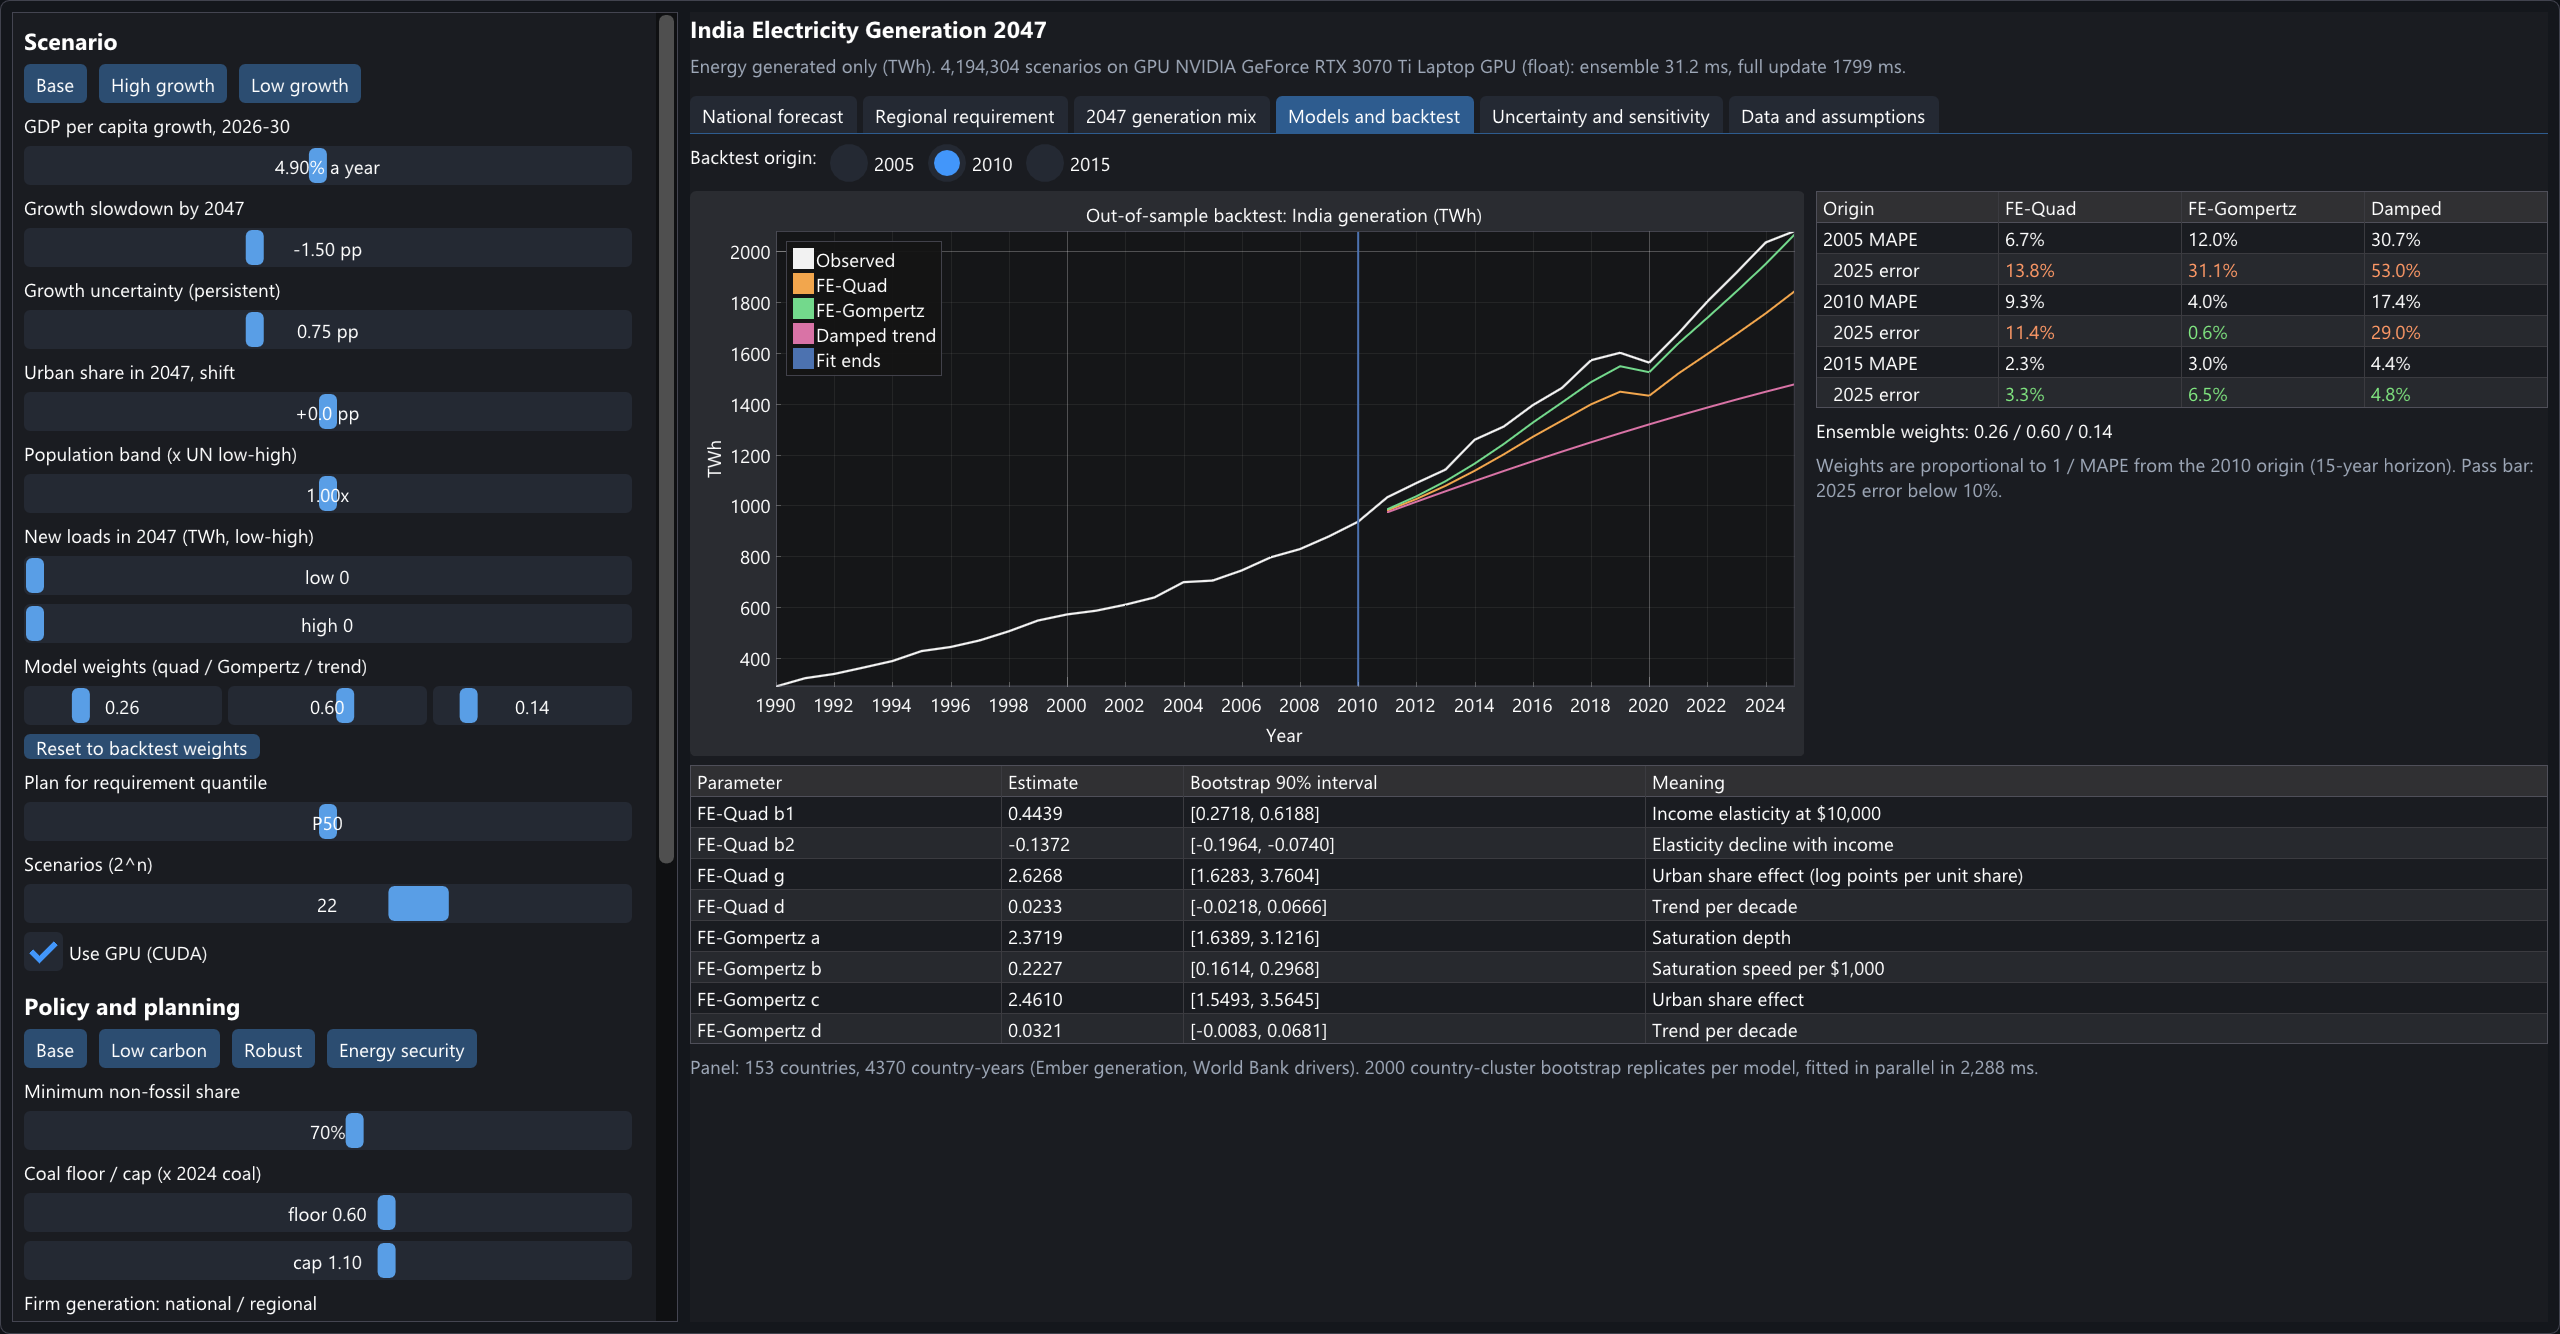 Scenario
Base High growth Low growth
GDP per capita growth, 2026-30
4.90% a year
Growth slowdown by 2047
-1.50 pp
Growth uncertainty (persistent)
0.75 pp
Urban share in 2047, shift
+0.0 pp
Population band (x UN low-high)
1.00x
New loads in 2047 (TWh, low-high)
low 0
high 0
Model weights (quad / Gompertz / trend)
0.26 0.60 0.14
Reset to backtest weights
Plan for requirement quantile
P50
Scenarios (2^n)
22
Use GPU (CUDA)
Policy and planning
Base Low carbon Robust Energy security
Minimum non-fossil share
70%
Coal floor / cap (x 2024 coal)
floor 0.60
cap 1.10
Firm generation: national / regional
India Electricity Generation 2047
Energy generated only (TWh). 4,194,304 scenarios on GPU NVIDIA GeForce RTX 3070 Ti Laptop GPU (float): ensemble 31.2 ms, full update 1799 ms.
National forecast Regional requirement 2047 generation mix Models and backtest Uncertainty and sensitivity Data and assumptions
Backtest origin: 2005 2010 2015
Out-of-sample backtest: India generation (TWh)
Observed
FE-Quad
FE-Gompertz
Damped trend
Fit ends
2000
1800
1600
1400
1200
1000
800
600
400
TWh
1990 1992 1994 1996 1998 2000 2002 2004 2006 2008 2010 2012 2014 2016 2018 2020 2022 2024
Year
Origin FE-Quad FE-Gompertz Damped
2005 MAPE 6.7% 12.0% 30.7%
2025 error 13.8% 31.1% 53.0%
2010 MAPE 9.3% 4.0% 17.4%
2025 error 11.4% 0.6% 29.0%
2015 MAPE 2.3% 3.0% 4.4%
2025 error 3.3% 6.5% 4.8%
Ensemble weights: 0.26 / 0.60 / 0.14
Weights are proportional to 1 / MAPE from the 2010 origin (15-year horizon). Pass bar:
2025 error below 10%.
Parameter Estimate Bootstrap 90% interval Meaning
FE-Quad b1 0.4439 [0.2718, 0.6188] Income elasticity at $10,000
FE-Quad b2 -0.1372 [-0.1964, -0.0740] Elasticity decline with income
FE-Quad g 2.6268 [1.6283, 3.7604] Urban share effect (log points per unit share)
FE-Quad d 0.0233 [-0.0218, 0.0666] Trend per decade
FE-Gompertz a 2.3719 [1.6389, 3.1216] Saturation depth
FE-Gompertz b 0.2227 [0.1614, 0.2968] Saturation speed per $1,000
FE-Gompertz c 2.4610 [1.5493, 3.5645] Urban share effect
FE-Gompertz d 0.0321 [-0.0083, 0.0681] Trend per decade
Panel: 153 countries, 4370 country-years (Ember generation, World Bank drivers). 2000 country-cluster bootstrap replicates per model, fitted in parallel in 2,288 ms.